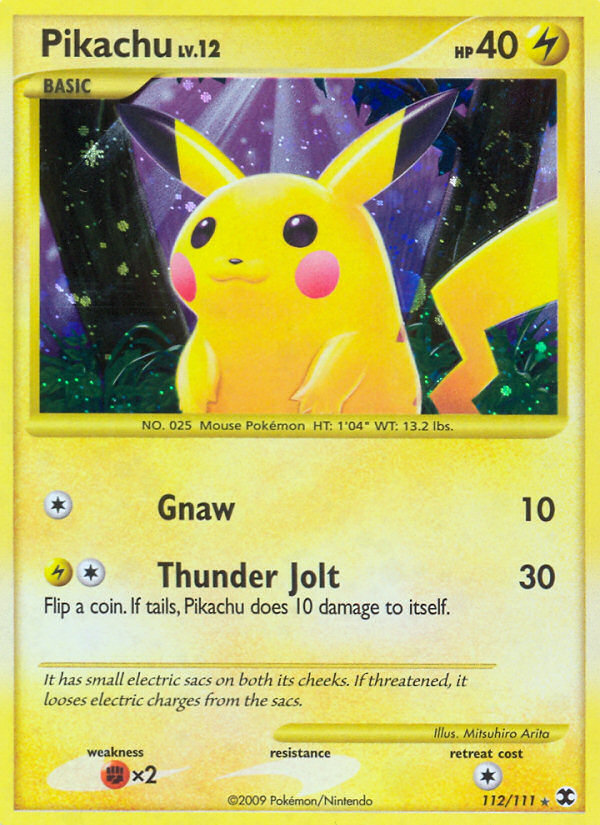 Pikachu LV.12
HP 40
BASIC
NO. 025 Mouse Pokémon HT: 1'04" WT: 13.2 lbs.
Gnaw 10
Thunder Jolt 30
Flip a coin. If tails, Pikachu does 10 damage to itself.
It has small electric sacs on both its cheeks. If threatened, it
looses electric charges from the sacs.
Illus. Mitsuhiro Arita
weakness resistance retreat cost
×2
©2009 Pokémon/Nintendo 112/111